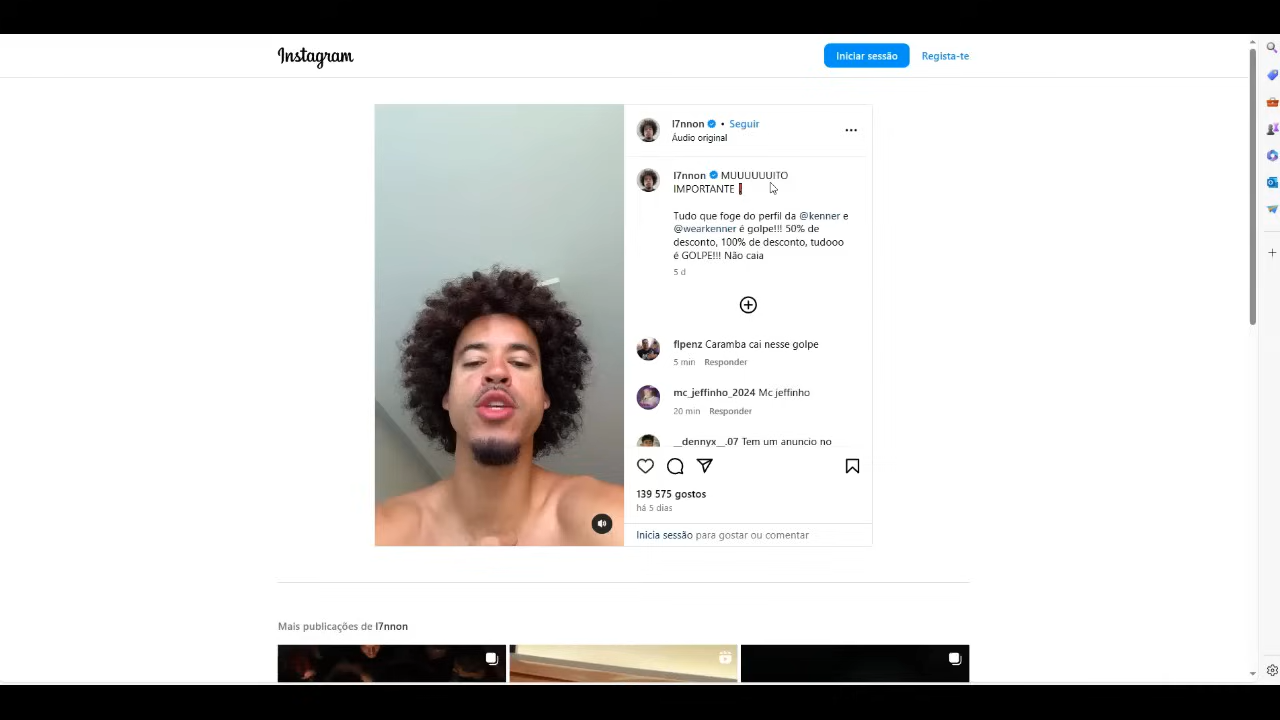 Instagram
Iniciar sessão
Regista-te
l7nnon • Seguir
Áudio original
l7nnon MUUUUUUITO
IMPORTANTE
Tudo que foge do perfil da @kenner e
@wearkenner é golpe!!! 50% de
desconto, 100% de desconto, tudooo
é GOLPE!!! Não caia
5 d
flpenz Caramba cai nesse golpe
5 min Responder
mc_jeffinho_2024 Mc jeffinho
20 min Responder
__dennyx__.07 Tem um anuncio no
139 575 gostos
há 5 dias
Inicia sessão para gostar ou comentar
Mais publicações de l7nnon